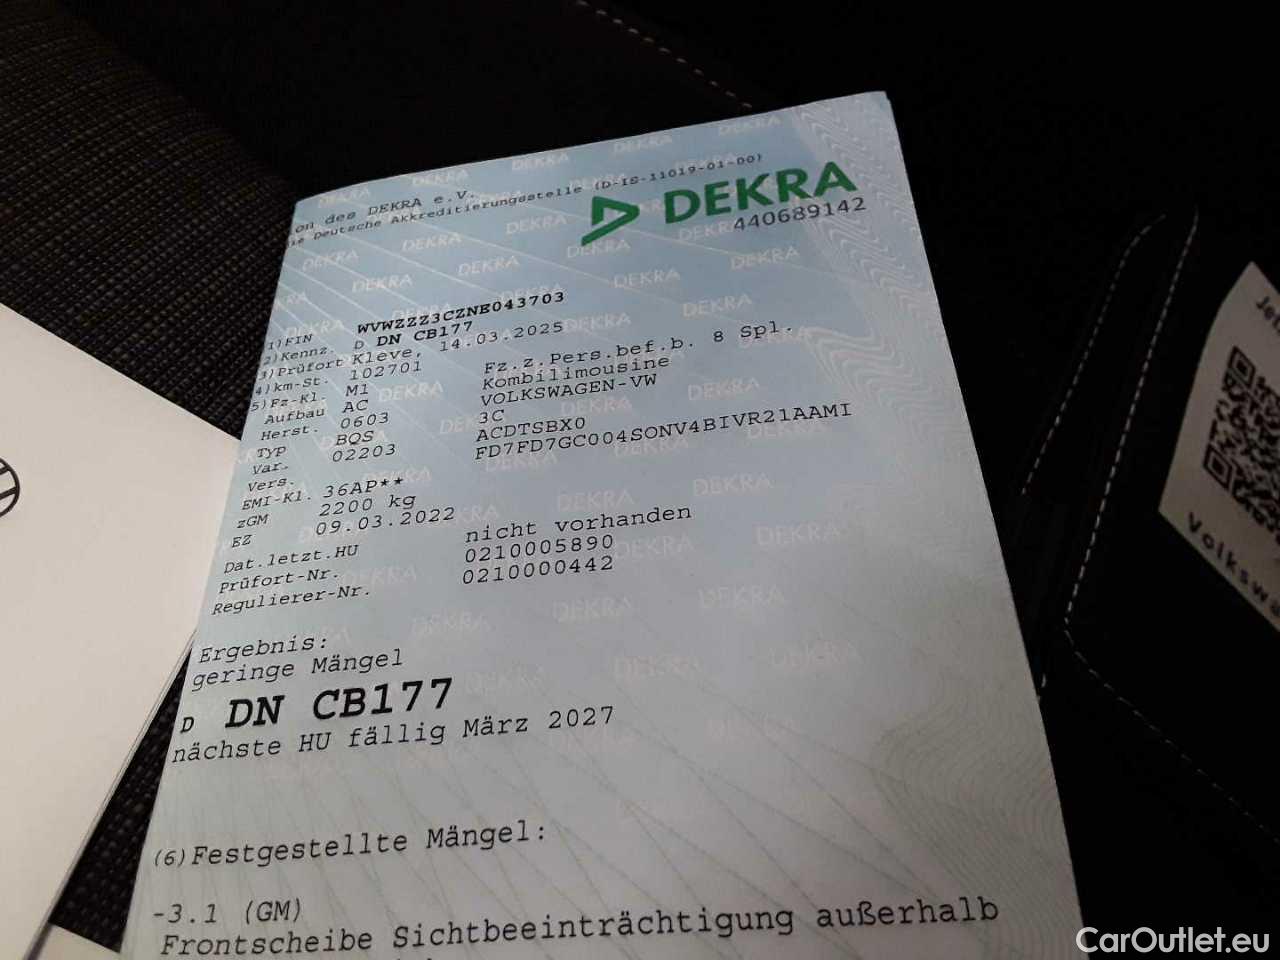 on des DEKRA e.V.
ie Deutsche Akkreditierungsstelle (D-IS-11019-01-00)
DEKRA
440689142
1)FIN WVWZZZ3CZNE043703
2)Kennz. D DN CB177
3)Prüfort Kleve, 14.03.2025
4)km-St. 102701
5)Fz-Kl. M1 Fz.z.Pers.bef.b. 8 Spl.
Aufbau AC Kombilimousine
Herst. 0603 VOLKSWAGEN-VW
Typ BQS 3C
Var. 02203 ACDTSBX0
Vers. FD7FD7GC004SONV4BIVR21AAMI
EMI-Kl. 36AP**
zGM 2200 kg
EZ 09.03.2022
Dat.letzt.HU nicht vorhanden
Prüfort-Nr. 0210005890
Regulierer-Nr. 0210000442
Ergebnis:
geringe Mängel
D DN CB177
nächste HU fällig März 2027
(6)Festgestellte Mängel:
-3.1 (GM)
Frontscheibe Sichtbeeinträchtigung außerhalb
Volkswa
CarOutlet.eu